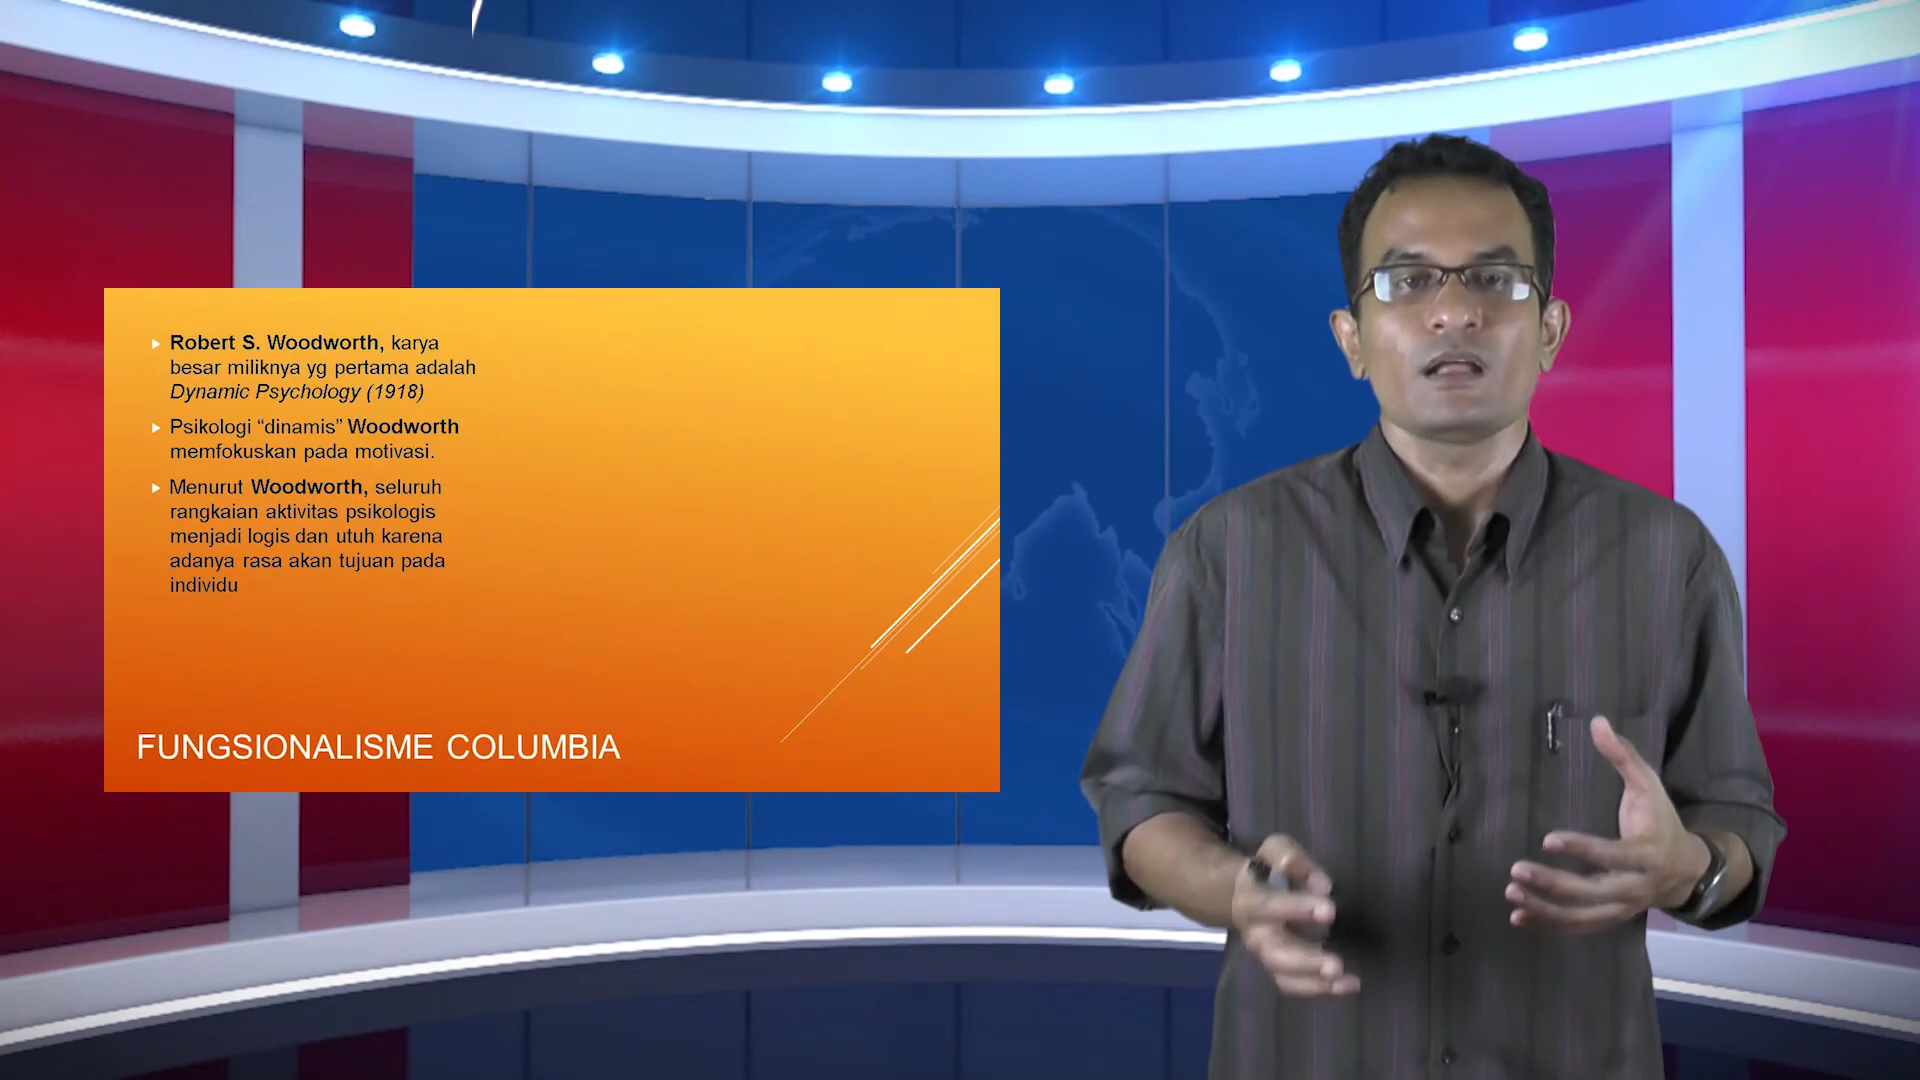 Robert S. Woodworth, karya
besar miliknya yg pertama adalah
Dynamic Psychology (1918)
Psikologi “dinamis” Woodworth
memfokuskan pada motivasi.
Menurut Woodworth, seluruh
rangkaian aktivitas psikologis
menjadi logis dan utuh karena
adanya rasa akan tujuan pada
individu
FUNGSIONALISME COLUMBIA